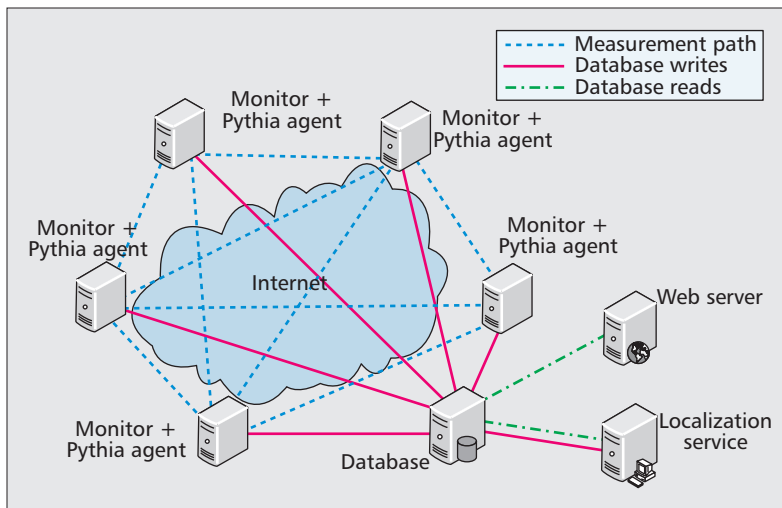 Measurement path
Database writes
Database reads
Monitor +
Pythia agent
Monitor +
Pythia agent
Monitor +
Pythia agent
Monitor +
Pythia agent
Internet
Web server
Monitor +
Pythia agent
Database
Localization
service